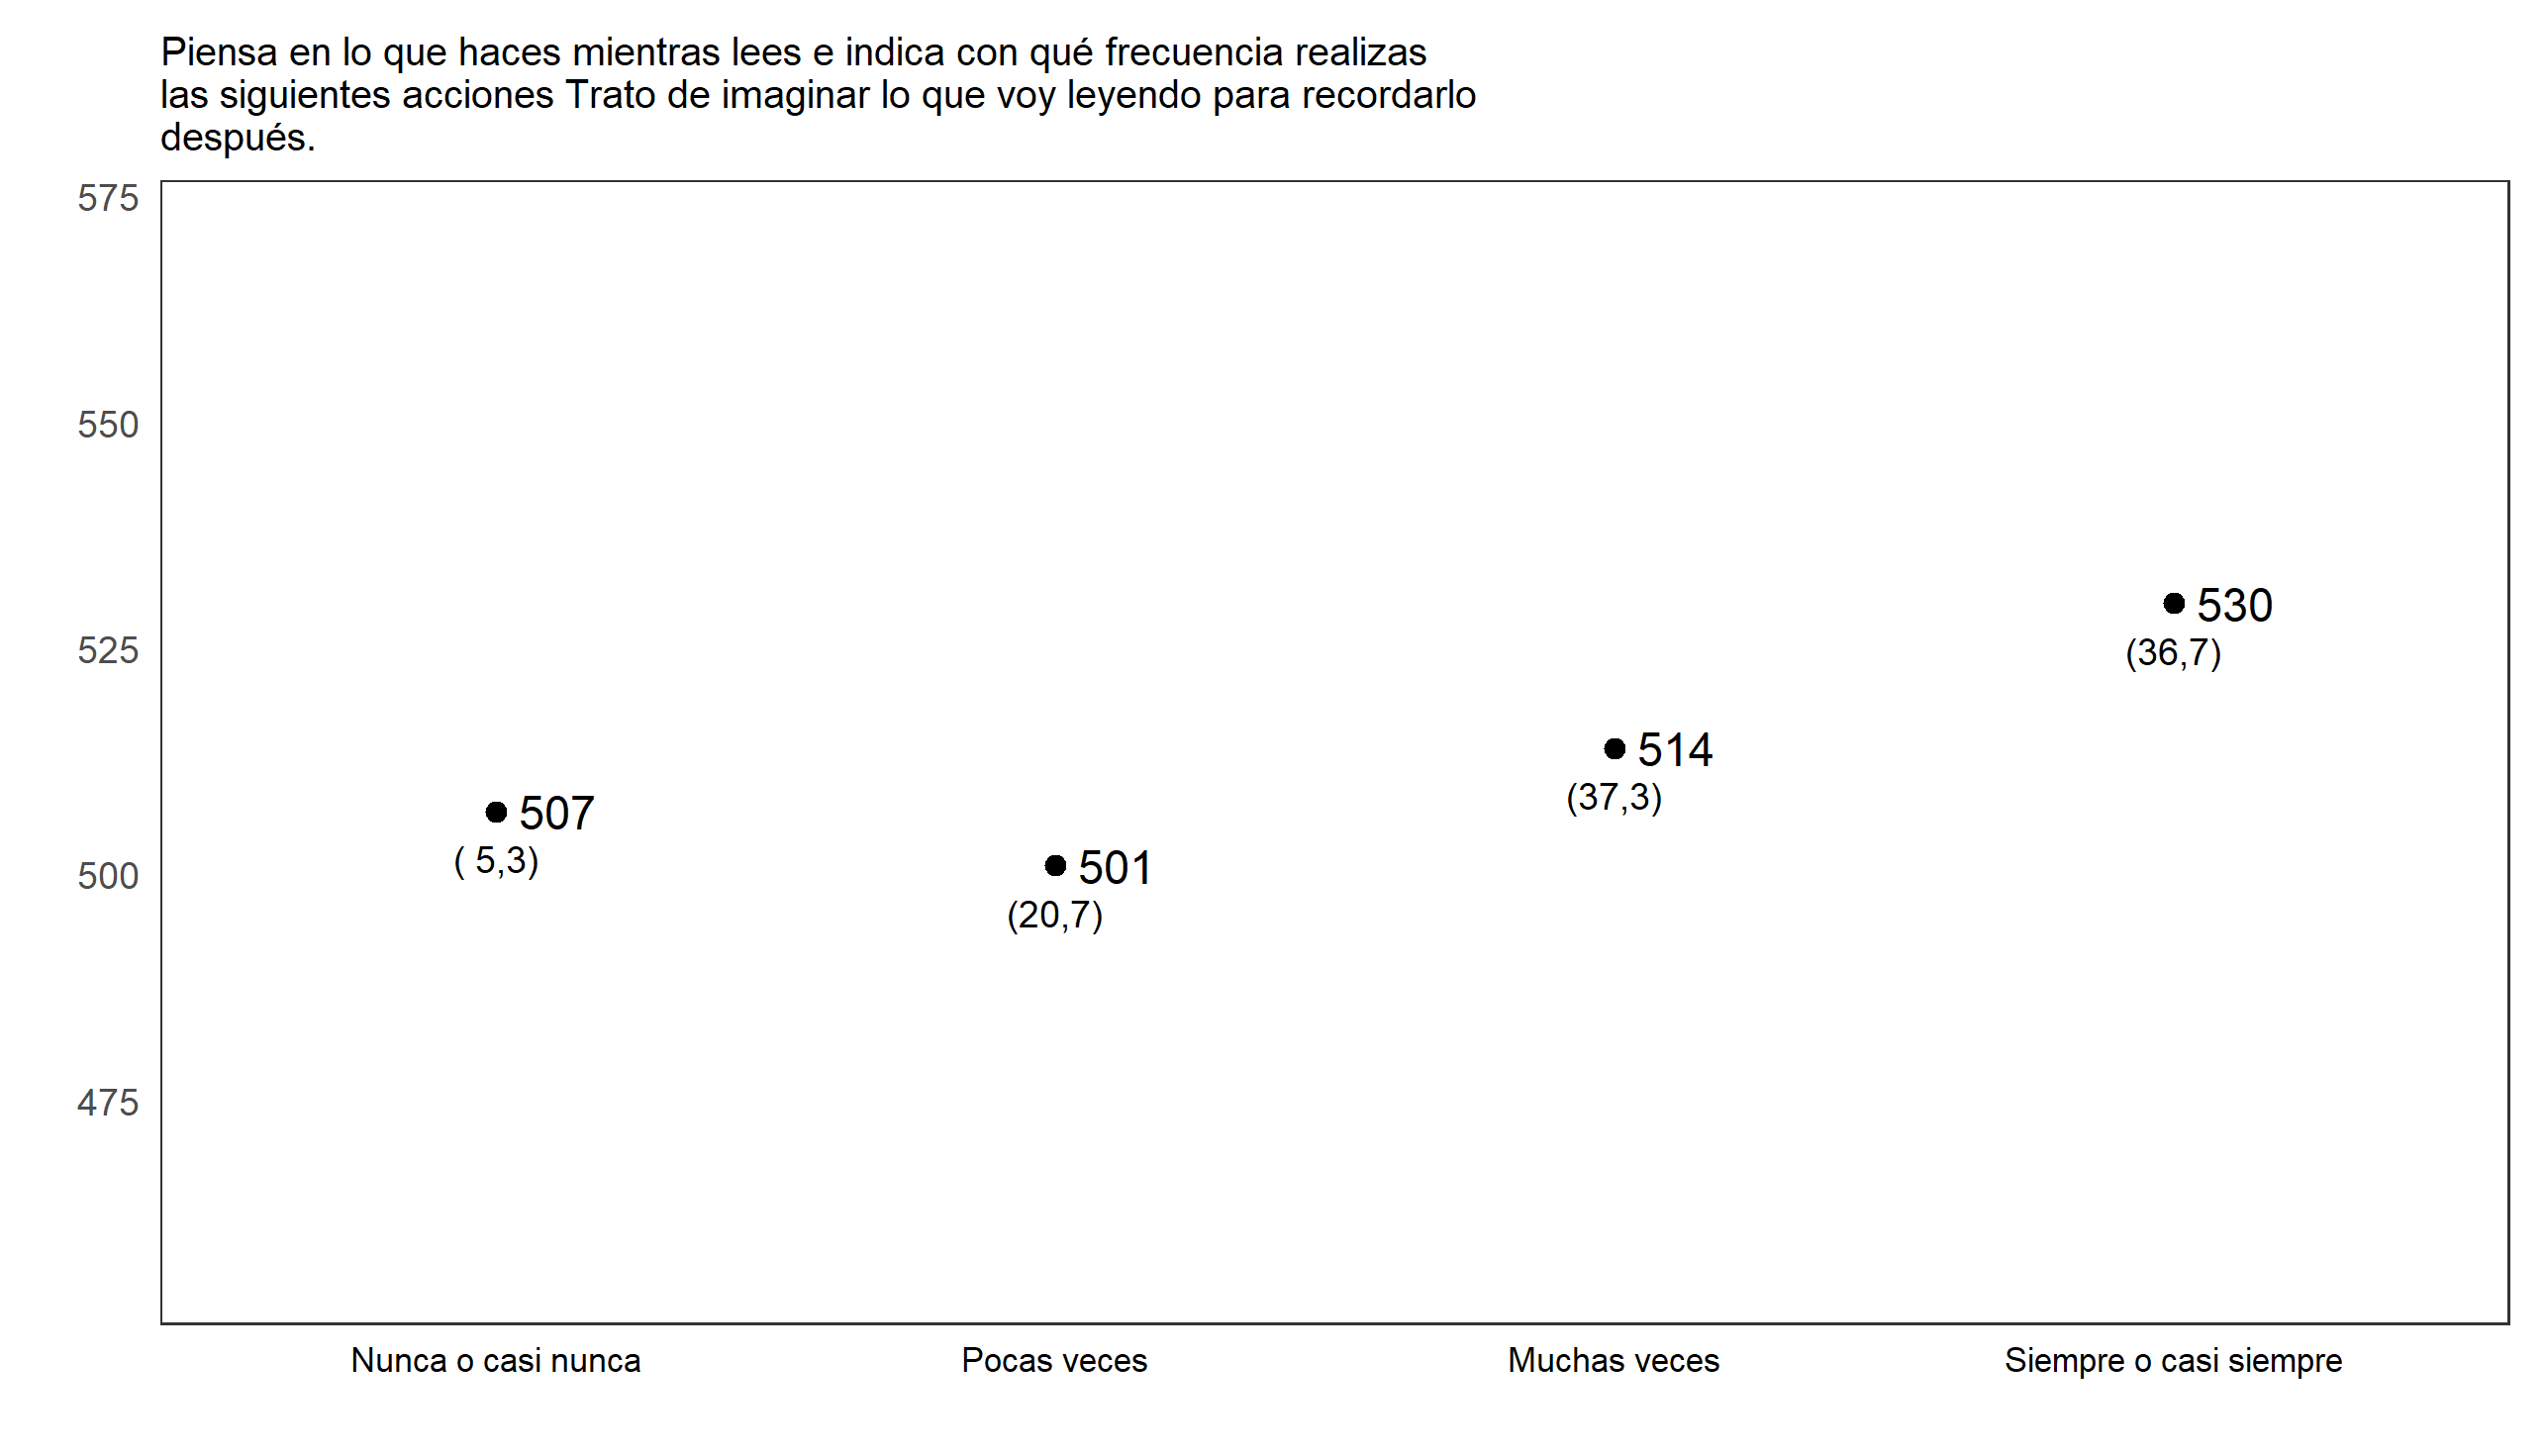 Piensa en lo que haces mientras lees e indica con qué frecuencia realizas
las siguientes acciones Trato de imaginar lo que voy leyendo para recordarlo
después.
575
550
525
500
475
530
(36,7)
514
(37,3)
507
( 5,3)
501
(20,7)
Nunca o casi nunca
Pocas veces
Muchas veces
Siempre o casi siempre